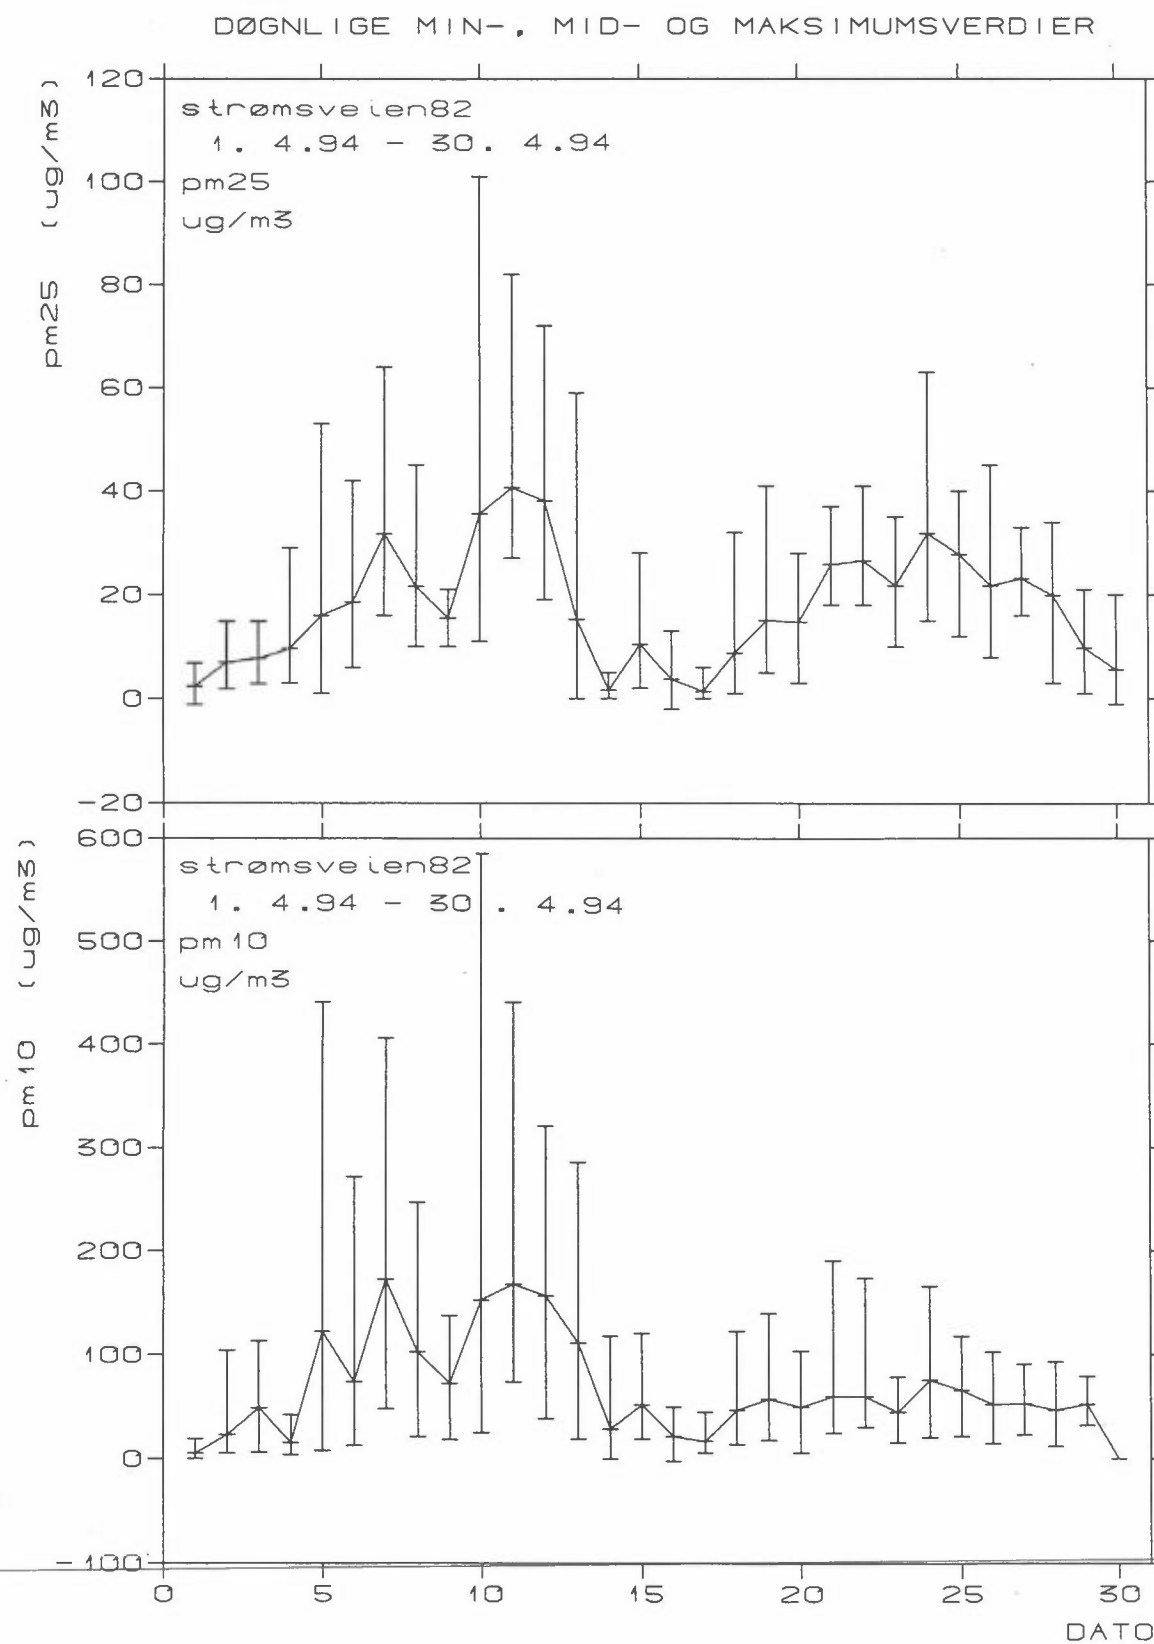 DØGNLIGE MIN-, MID- OG MAKSIMUMSVERDIER
pm25 (ug/m3)
120
100
80
60
40
20
0
-20
strømsveien82
1. 4.94 - 30. 4.94
pm25
ug/m3
pm10 (ug/m3)
600
500
400
300
200
100
0
-100
strømsveien82
1. 4.94 - 30. 4.94
pm10
ug/m3
0 5 10 15 20 25 30
DATO